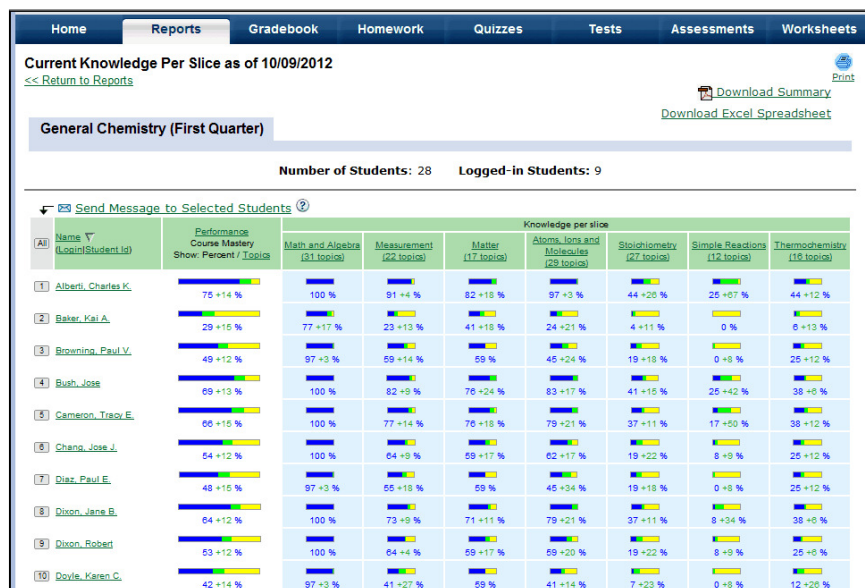 Home Reports Gradebook Homework Quizzes Tests Assessments Worksheets
Current Knowledge Per Slice as of 10/09/2012
<< Return to Reports
Print
Download Summary
Download Excel Spreadsheet
General Chemistry (First Quarter)
Number of Students: 28 Logged-in Students: 9
Send Message to Selected Students ?
Knowledge per slice
All Name (Login|Student Id) Performance Course Mastery Show: Percent / Topics Math and Algebra (31 topics) Measurement (22 topics) Matter (17 topics) Atoms, Ions and Molecules (29 topics) Stoichiometry (27 topics) Simple Reactions (12 topics) Thermochemistry (16 topics)
1 Alberti, Charles K. 75 +14 % 100 % 91 +4 % 82 +18 % 97 +3 % 44 +26 % 25 +67 % 44 +12 %
2 Baker, Kai A. 29 +15 % 77 +17 % 23 +13 % 41 +18 % 24 +21 % 4 +11 % 0 % 6 +13 %
3 Browning, Paul V. 49 +12 % 97 +3 % 59 +14 % 59 % 45 +24 % 19 +18 % 0 +8 % 25 +12 %
4 Bush, Jose 69 +13 % 100 % 82 +9 % 76 +24 % 83 +17 % 41 +15 % 25 +42 % 38 +6 %
5 Cameron, Tracy E. 66 +15 % 100 % 77 +14 % 76 +18 % 79 +21 % 37 +11 % 17 +50 % 38 +12 %
6 Chang, Jose J. 54 +12 % 100 % 64 +9 % 59 +17 % 62 +17 % 19 +22 % 8 +9 % 25 +12 %
7 Diaz, Paul E. 48 +15 % 97 +3 % 55 +18 % 59 % 45 +34 % 19 +18 % 0 +8 % 25 +12 %
8 Dixon, Jane B. 64 +12 % 100 % 73 +9 % 71 +11 % 79 +21 % 37 +11 % 8 +34 % 38 +6 %
9 Dixon, Robert 53 +12 % 100 % 64 +4 % 59 +17 % 59 +20 % 19 +22 % 8 +9 % 25 +6 %
10 Doyle, Karen C. 42 +14 % 97 +3 % 41 +27 % 59 % 41 +14 % 7 +23 % 0 +8 % 12 +26 %